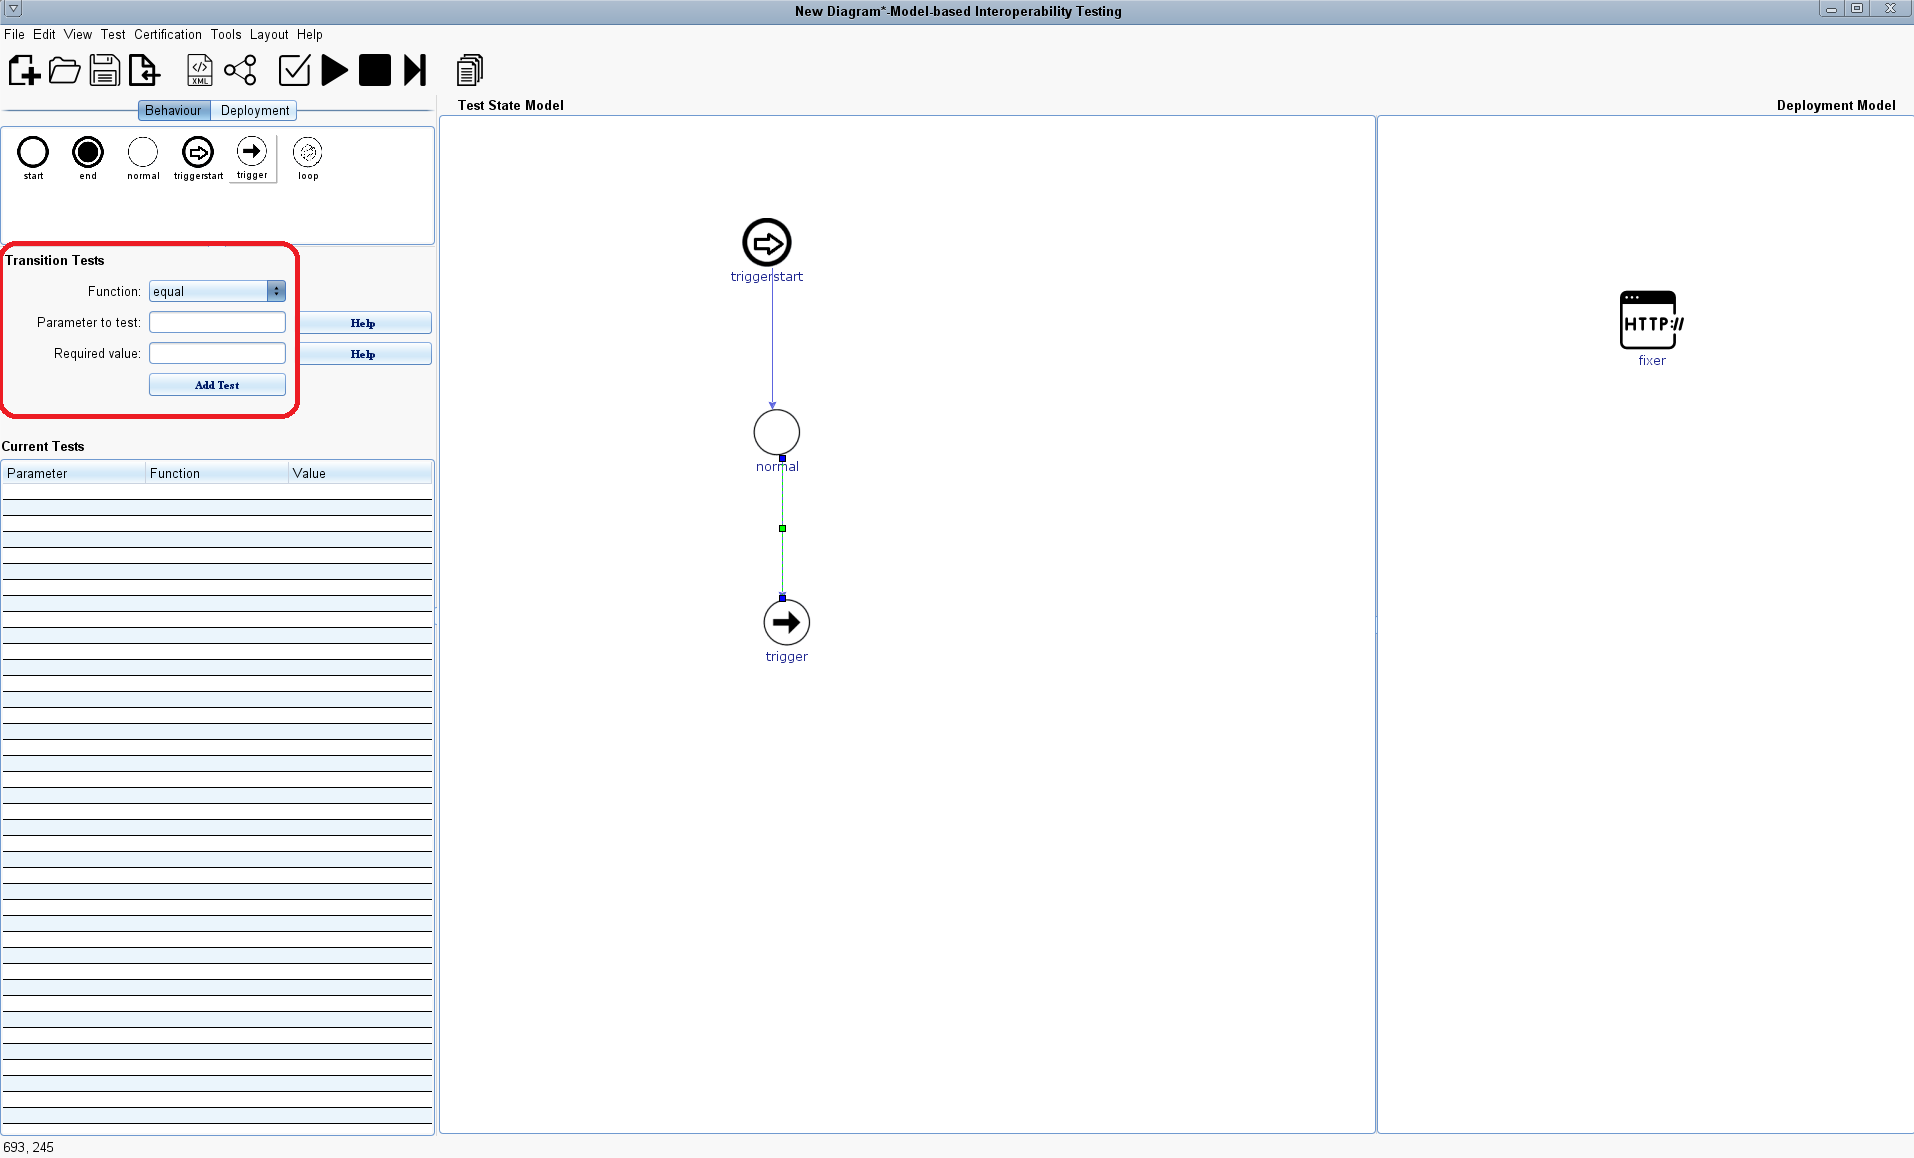 New Diagram*-Model-based Interoperability Testing
File Edit View Test Certification Tools Layout Help
XML
Behaviour Deployment
Test State Model
Deployment Model
start end normal triggerstart trigger loop
Transition Tests
Function: equal
Parameter to test: Help
Required value: Help
Add Test
Current Tests
Parameter Function Value
triggerstart
normal
trigger
HTTP://
fixer
693, 245